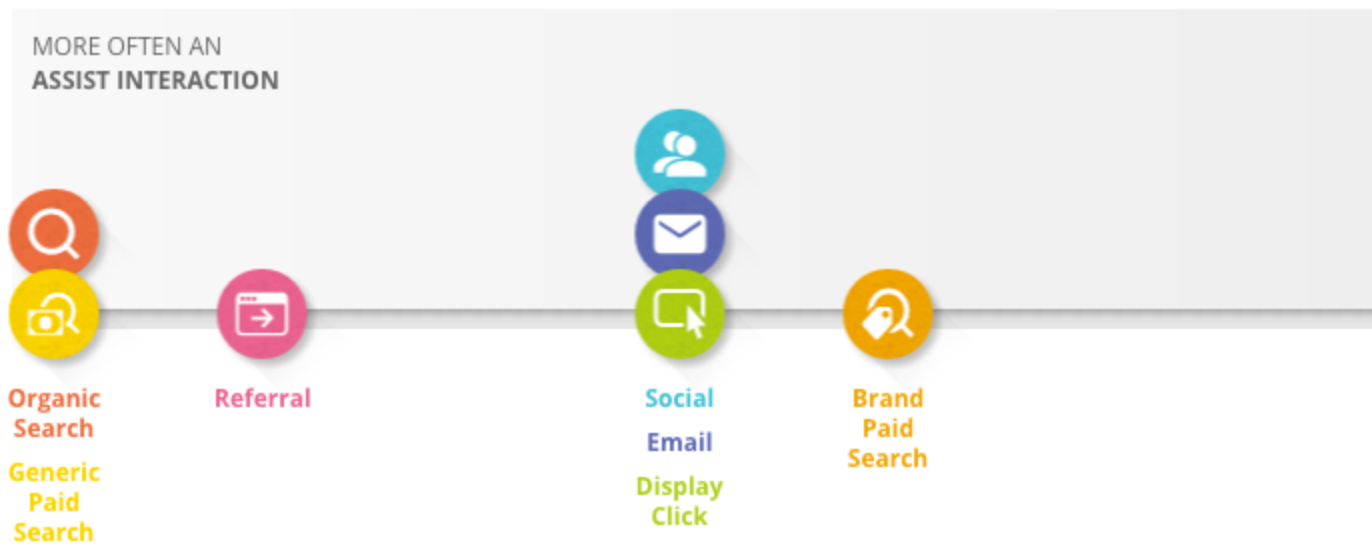 MORE OFTEN AN
ASSIST INTERACTION
Organic
Search
Generic
Paid
Search
Referral
Social
Email
Display
Click
Brand
Paid
Search